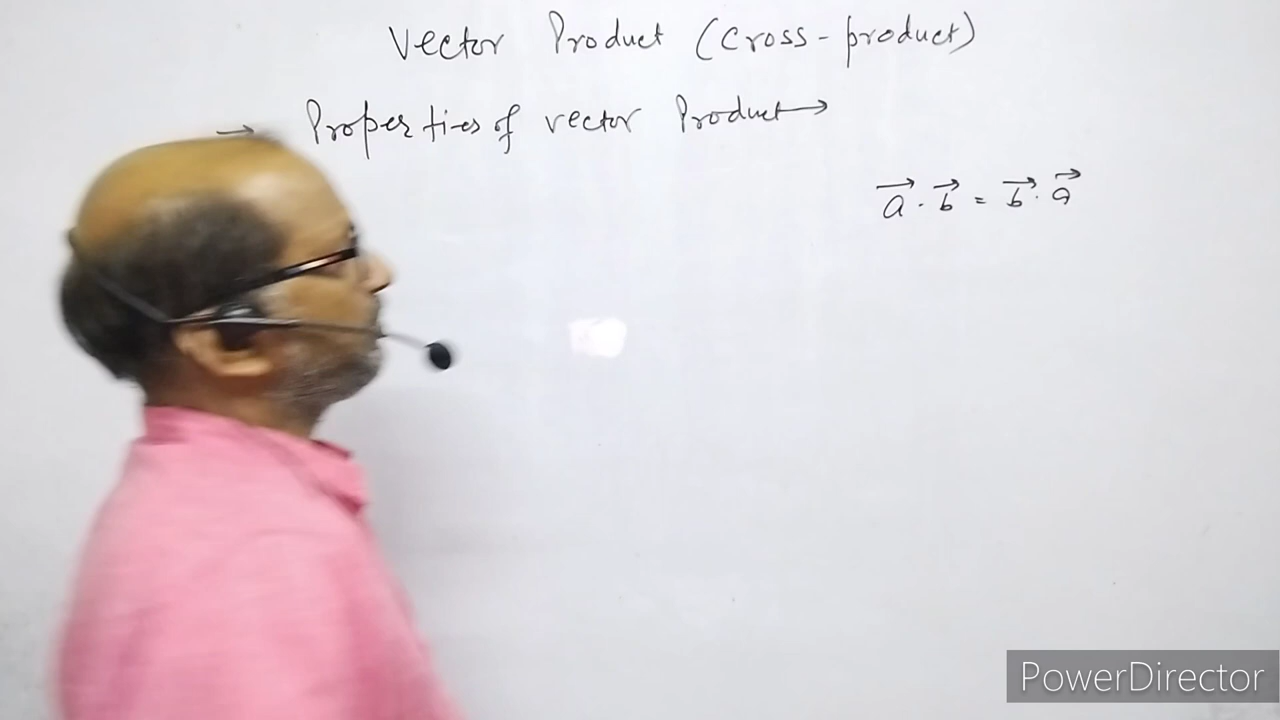 Vector Product (Cross-product)
→ Properties of vector Product→
a⃗ . b⃗ = b⃗ . a⃗
PowerDirector